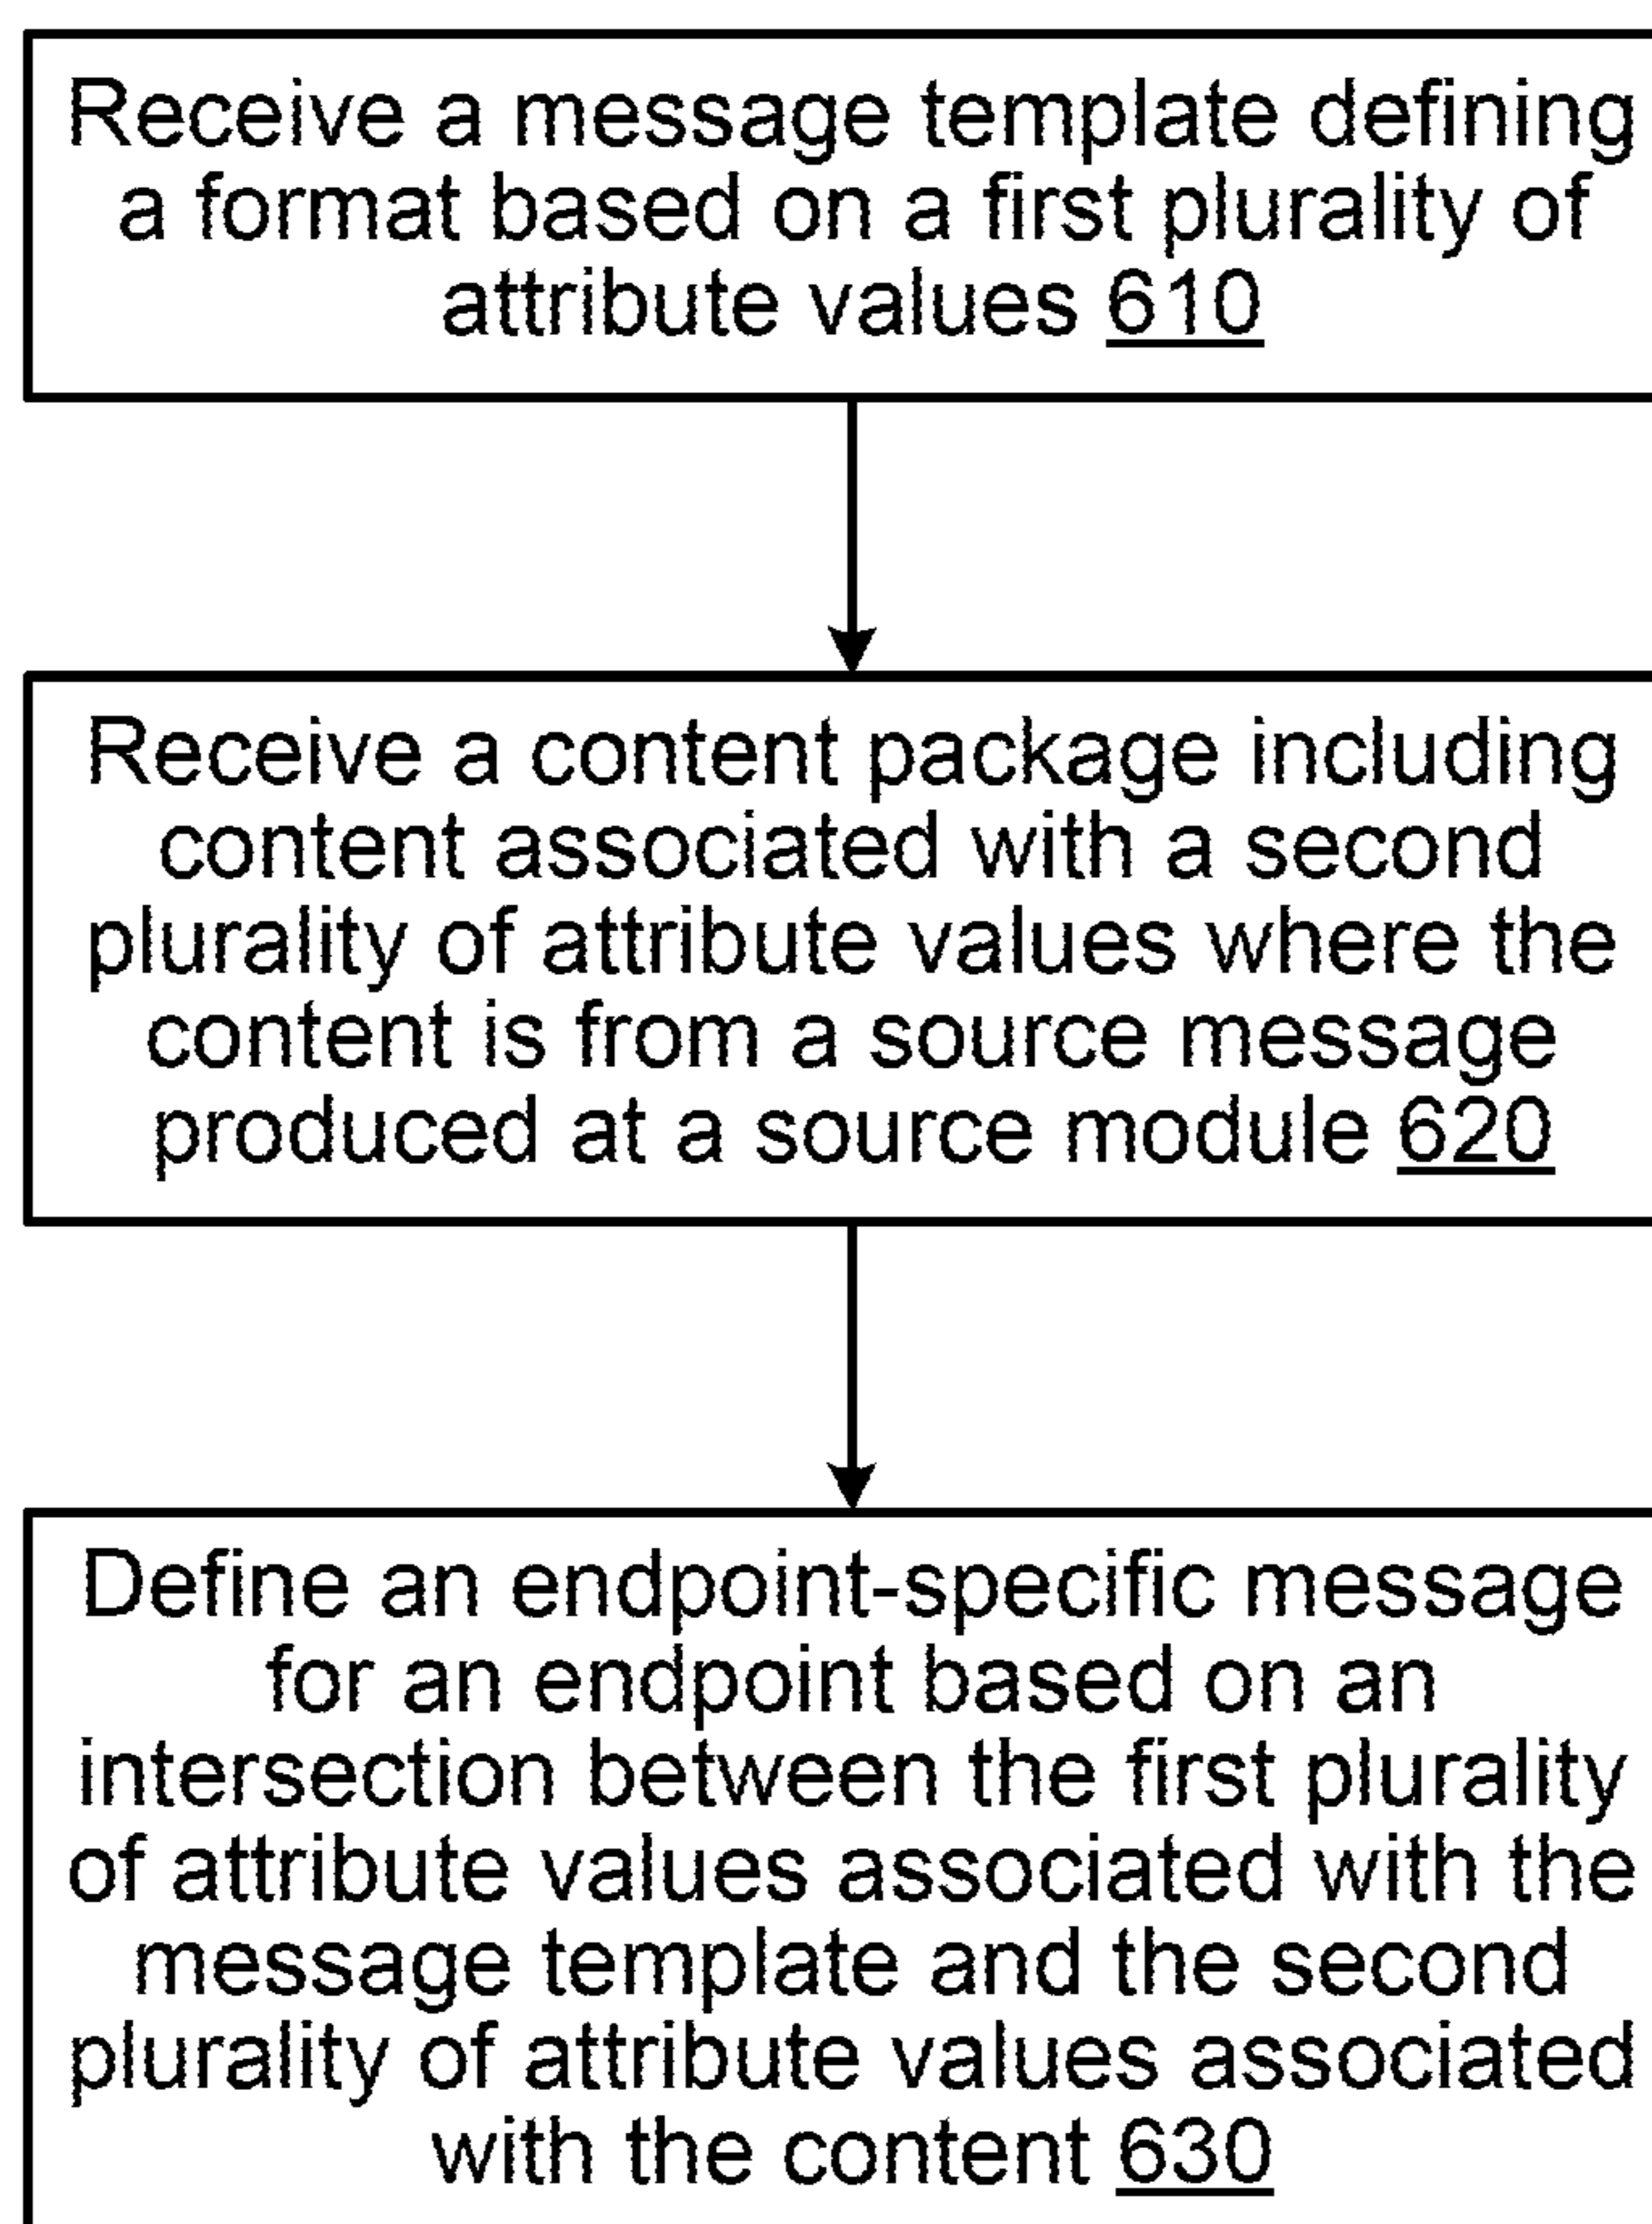 Receive a message template defining
a format based on a first plurality of
attribute values 610
Receive a content package including
content associated with a second
plurality of attribute values where the
content is from a source message
produced at a source module 620
Define an endpoint-specific message
for an endpoint based on an
intersection between the first plurality
of attribute values associated with the
message template and the second
plurality of attribute values associated
with the content 630